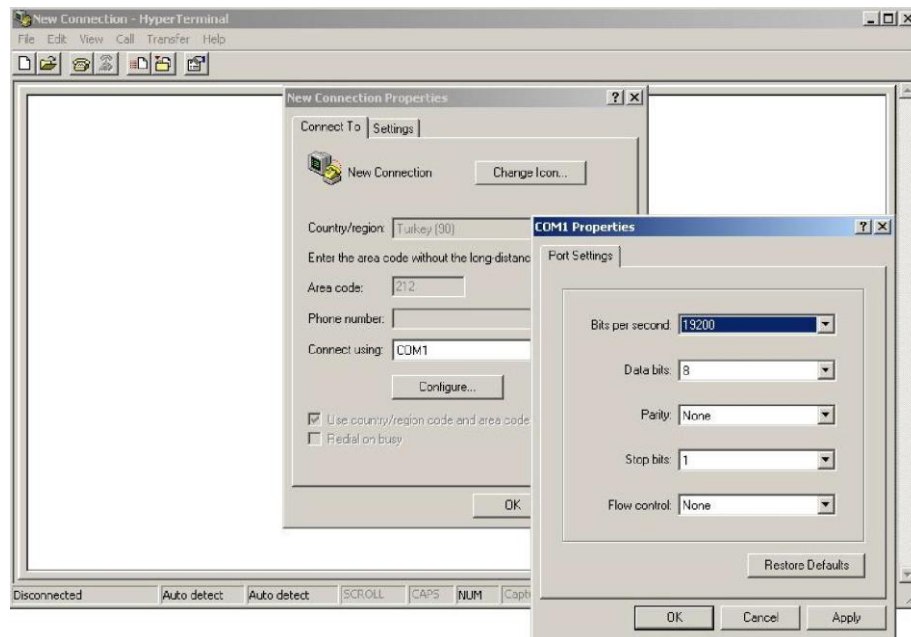 New Connection - HyperTerminal
File Edit View Call Transfer Help
New Connection Properties
Connect To Settings
New Connection
Change Icon...
Country/region: Turkey (90)
Enter the area code without the long-distanc
Area code: 212
Phone number:
Connect using: COM1
Configure...
Use country/region code and area code
Redial on busy
OK
COM1 Properties
Port Settings
Bits per second: 19200
Data bits: 8
Parity: None
Stop bits: 1
Flow control: None
Restore Defaults
OK Cancel Apply
Disconnected Auto detect Auto detect SCROLL CAPS NUM Capt